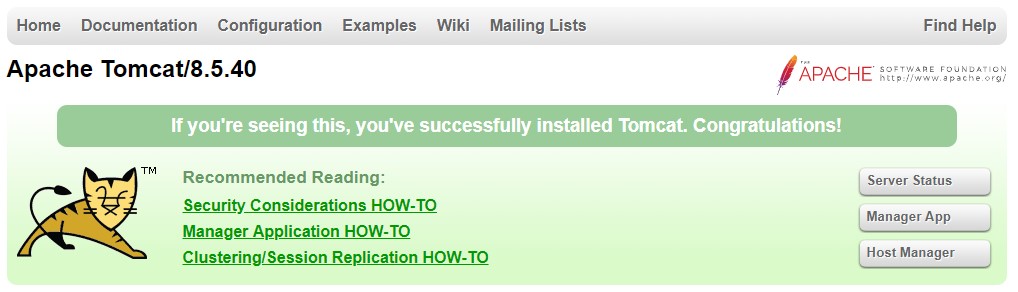 Home Documentation Configuration Examples Wiki Mailing Lists Find Help
Apache Tomcat/8.5.40
THE APACHE SOFTWARE FOUNDATION
http://www.apache.org/
If you're seeing this, you've successfully installed Tomcat. Congratulations!
TM
Recommended Reading:
Security Considerations HOW-TO
Manager Application HOW-TO
Clustering/Session Replication HOW-TO
Server Status
Manager App
Host Manager